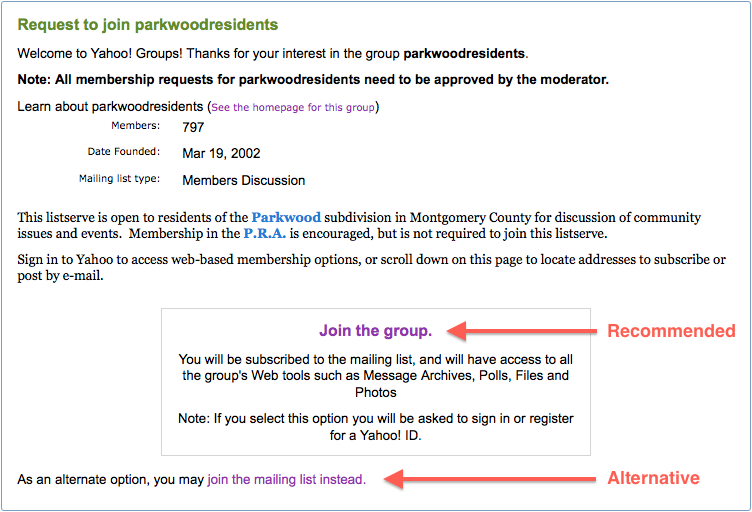 Request to join parkwoodresidents
Welcome to Yahoo! Groups! Thanks for your interest in the group parkwoodresidents.
Note: All membership requests for parkwoodresidents need to be approved by the moderator.
Learn about parkwoodresidents (See the homepage for this group)
Members: 797
Date Founded: Mar 19, 2002
Mailing list type: Members Discussion
This listserve is open to residents of the Parkwood subdivision in Montgomery County for discussion of community
issues and events.  Membership in the P.R.A. is encouraged, but is not required to join this listserve.
Sign in to Yahoo to access web-based membership options, or scroll down on this page to locate addresses to subscribe or
post by e-mail.
Join the group. Recommended
You will be subscribed to the mailing list, and will have access to all
the group's Web tools such as Message Archives, Polls, Files and
Photos
Note: If you select this option you will be asked to sign in or register
for a Yahoo! ID.
As an alternate option, you may join the mailing list instead. Alternative